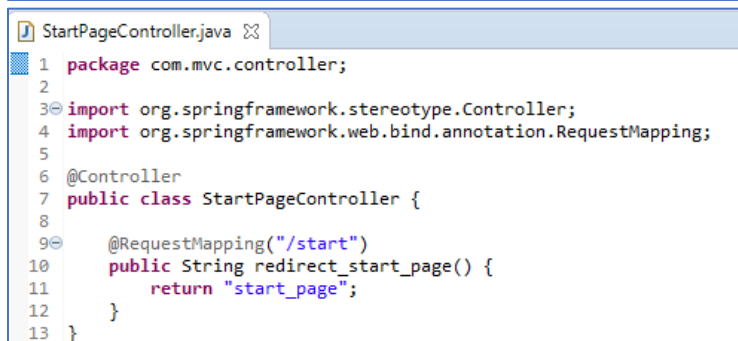 StartPageController.java
1 package com.mvc.controller;
2
3 import org.springframework.stereotype.Controller;
4 import org.springframework.web.bind.annotation.RequestMapping;
5
6 @Controller
7 public class StartPageController {
8
9     @RequestMapping("/start")
10     public String redirect_start_page() {
11         return "start_page";
12     }
13 }